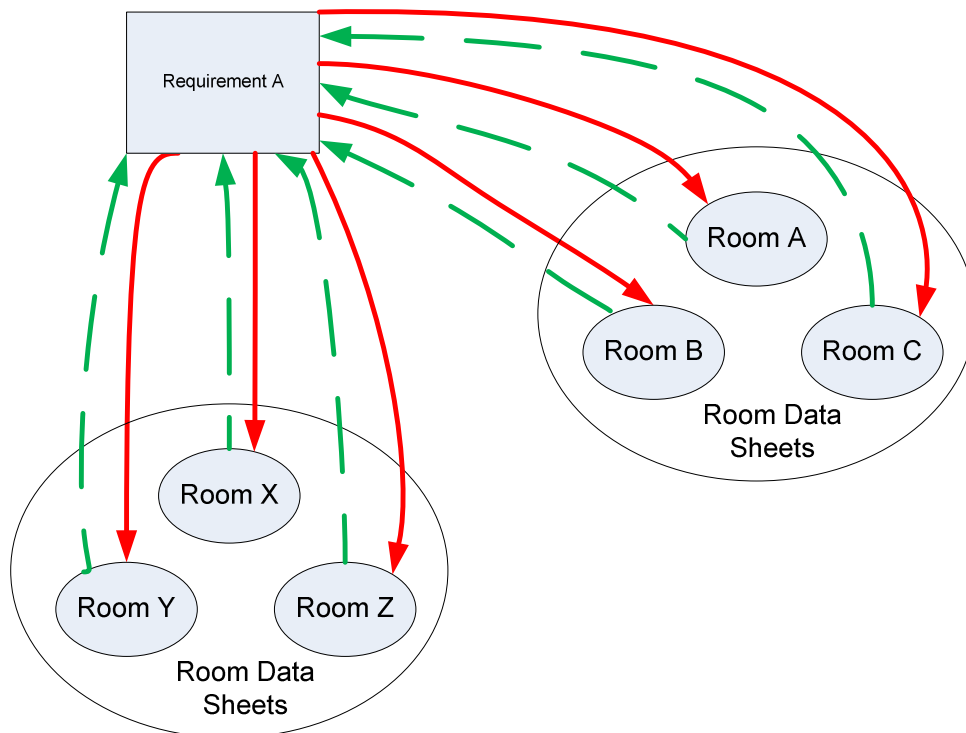 Requirement A
Room A
Room B
Room C
Room Data
Sheets
Room X
Room Y
Room Z
Room Data
Sheets